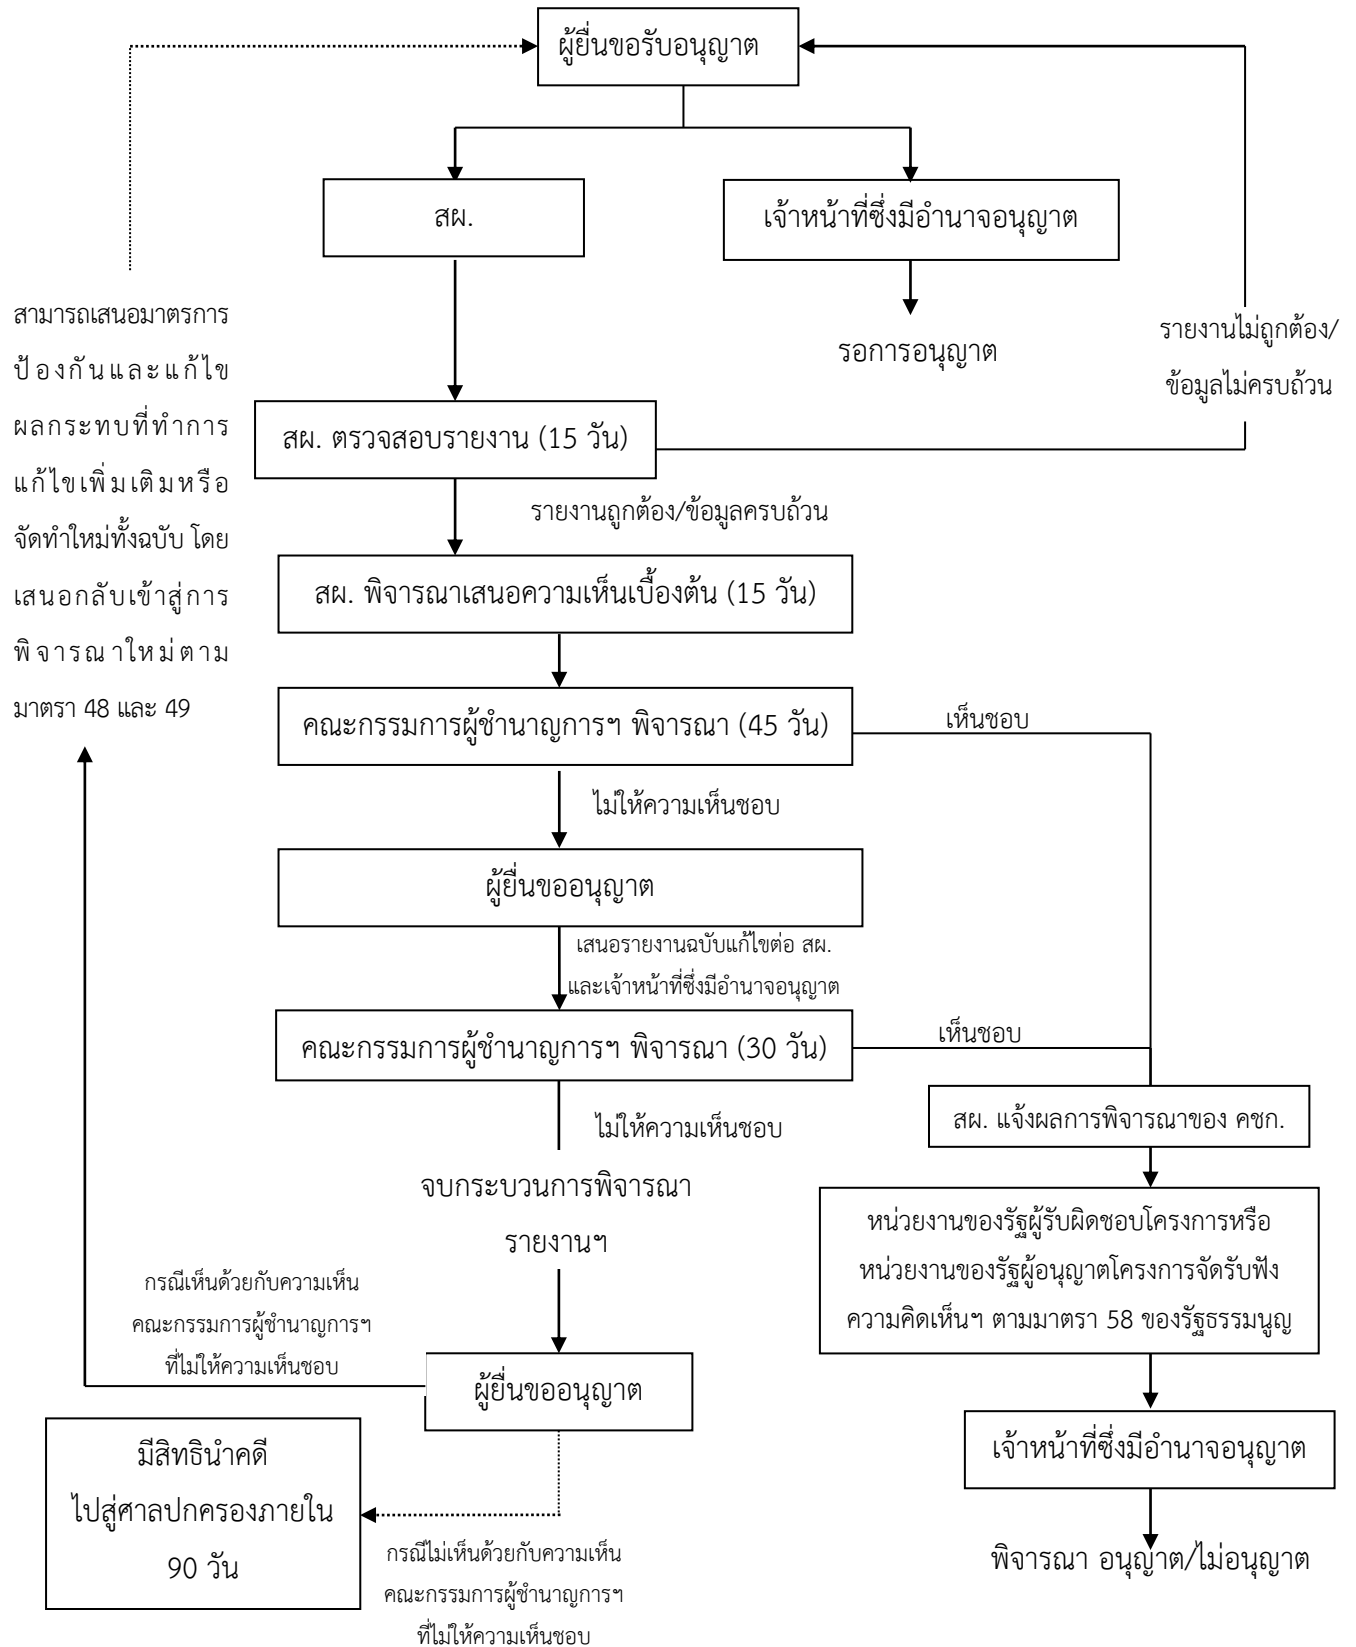 ผู้ยื่นขอรับอนุญาต
สผ.
เจ้าหน้าที่ซึ่งมีอำนาจอนุญาต
รอการอนุญาต
รายงานไม่ถูกต้อง/
ข้อมูลไม่ครบถ้วน
สามารถเสนอมาตรการ
ป้องกันและแก้ไข
ผลกระทบที่ทำการ
แก้ไขเพิ่มเติมหรือ
จัดทำใหม่ทั้งฉบับ โดย
เสนอกลับเข้าสู่การ
พิจารณาใหม่ตาม
มาตรา 48 และ 49
สผ. ตรวจสอบรายงาน (15 วัน)
รายงานถูกต้อง/ข้อมูลครบถ้วน
สผ. พิจารณาเสนอความเห็นเบื้องต้น (15 วัน)
คณะกรรมการผู้ชำนาญการฯ พิจารณา (45 วัน)
เห็นชอบ
ไม่ให้ความเห็นชอบ
ผู้ยื่นขออนุญาต
เสนอรายงานฉบับแก้ไขต่อ สผ.
และเจ้าหน้าที่ซึ่งมีอำนาจอนุญาต
คณะกรรมการผู้ชำนาญการฯ พิจารณา (30 วัน)
เห็นชอบ
ไม่ให้ความเห็นชอบ
สผ. แจ้งผลการพิจารณาของ คชก.
จบกระบวนการพิจารณา
รายงานฯ
หน่วยงานของรัฐผู้รับผิดชอบโครงการหรือ
หน่วยงานของรัฐผู้อนุญาตโครงการจัดรับฟัง
ความคิดเห็นฯ ตามมาตรา 58 ของรัฐธรรมนูญ
กรณีเห็นด้วยกับความเห็น
คณะกรรมการผู้ชำนาญการฯ
ที่ไม่ให้ความเห็นชอบ
ผู้ยื่นขออนุญาต
เจ้าหน้าที่ซึ่งมีอำนาจอนุญาต
มีสิทธินำคดี
ไปสู่ศาลปกครองภายใน
90 วัน
กรณีไม่เห็นด้วยกับความเห็น
คณะกรรมการผู้ชำนาญการฯ
ที่ไม่ให้ความเห็นชอบ
พิจารณา อนุญาต/ไม่อนุญาต